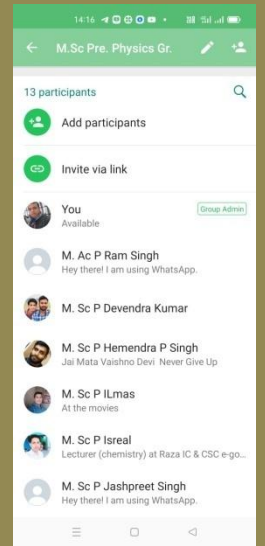 14:16
M.Sc Pre. Physics Gr.
13 participants
Add participants
Invite via link
You
Group Admin
Available
M. Ac P Ram Singh
Hey there! I am using WhatsApp.
M. Sc P Devendra Kumar
M. Sc P Hemendra P Singh
Jai Mata Vaishno Devi Never Give Up
M. Sc P ILmas
At the movies
M. Sc P Isreal
Lecturer (chemistry) at Raza IC & CSC e-go...
M. Sc P Jashpreet Singh
Hey there! I am using WhatsApp.